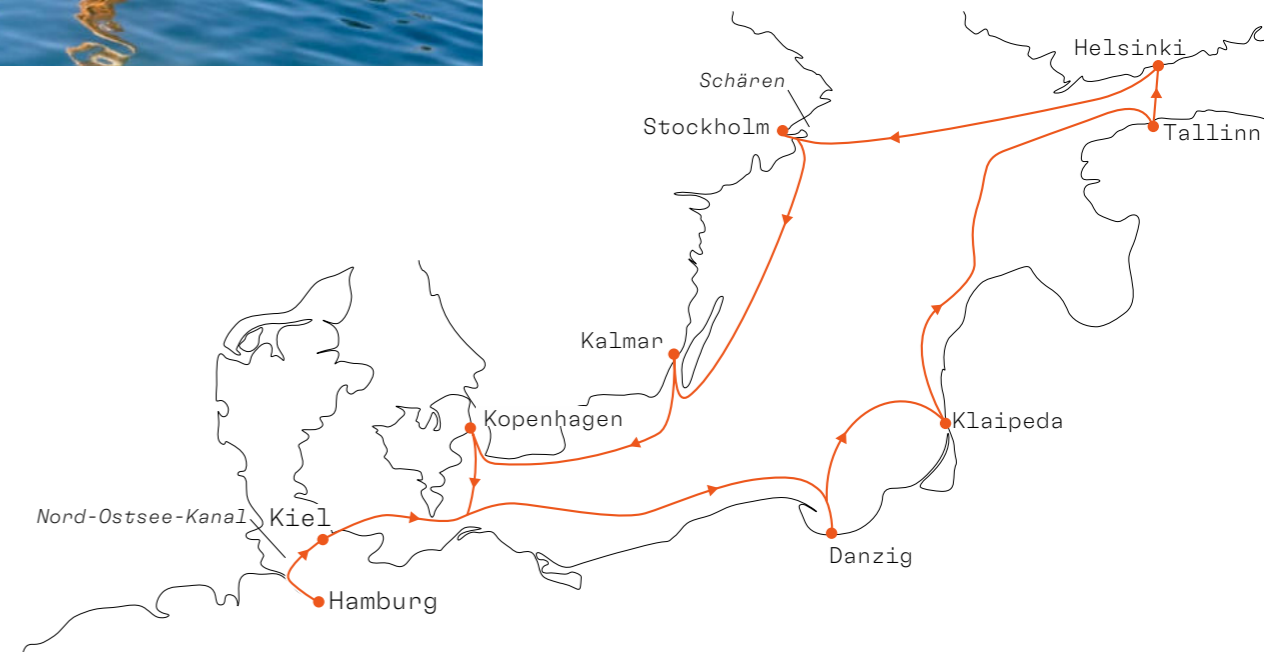 Helsinki
Schären
Stockholm
Tallinn
Kalmar
Kopenhagen
Klaipeda
Nord-Ostsee-Kanal
Kiel
Danzig
Hamburg